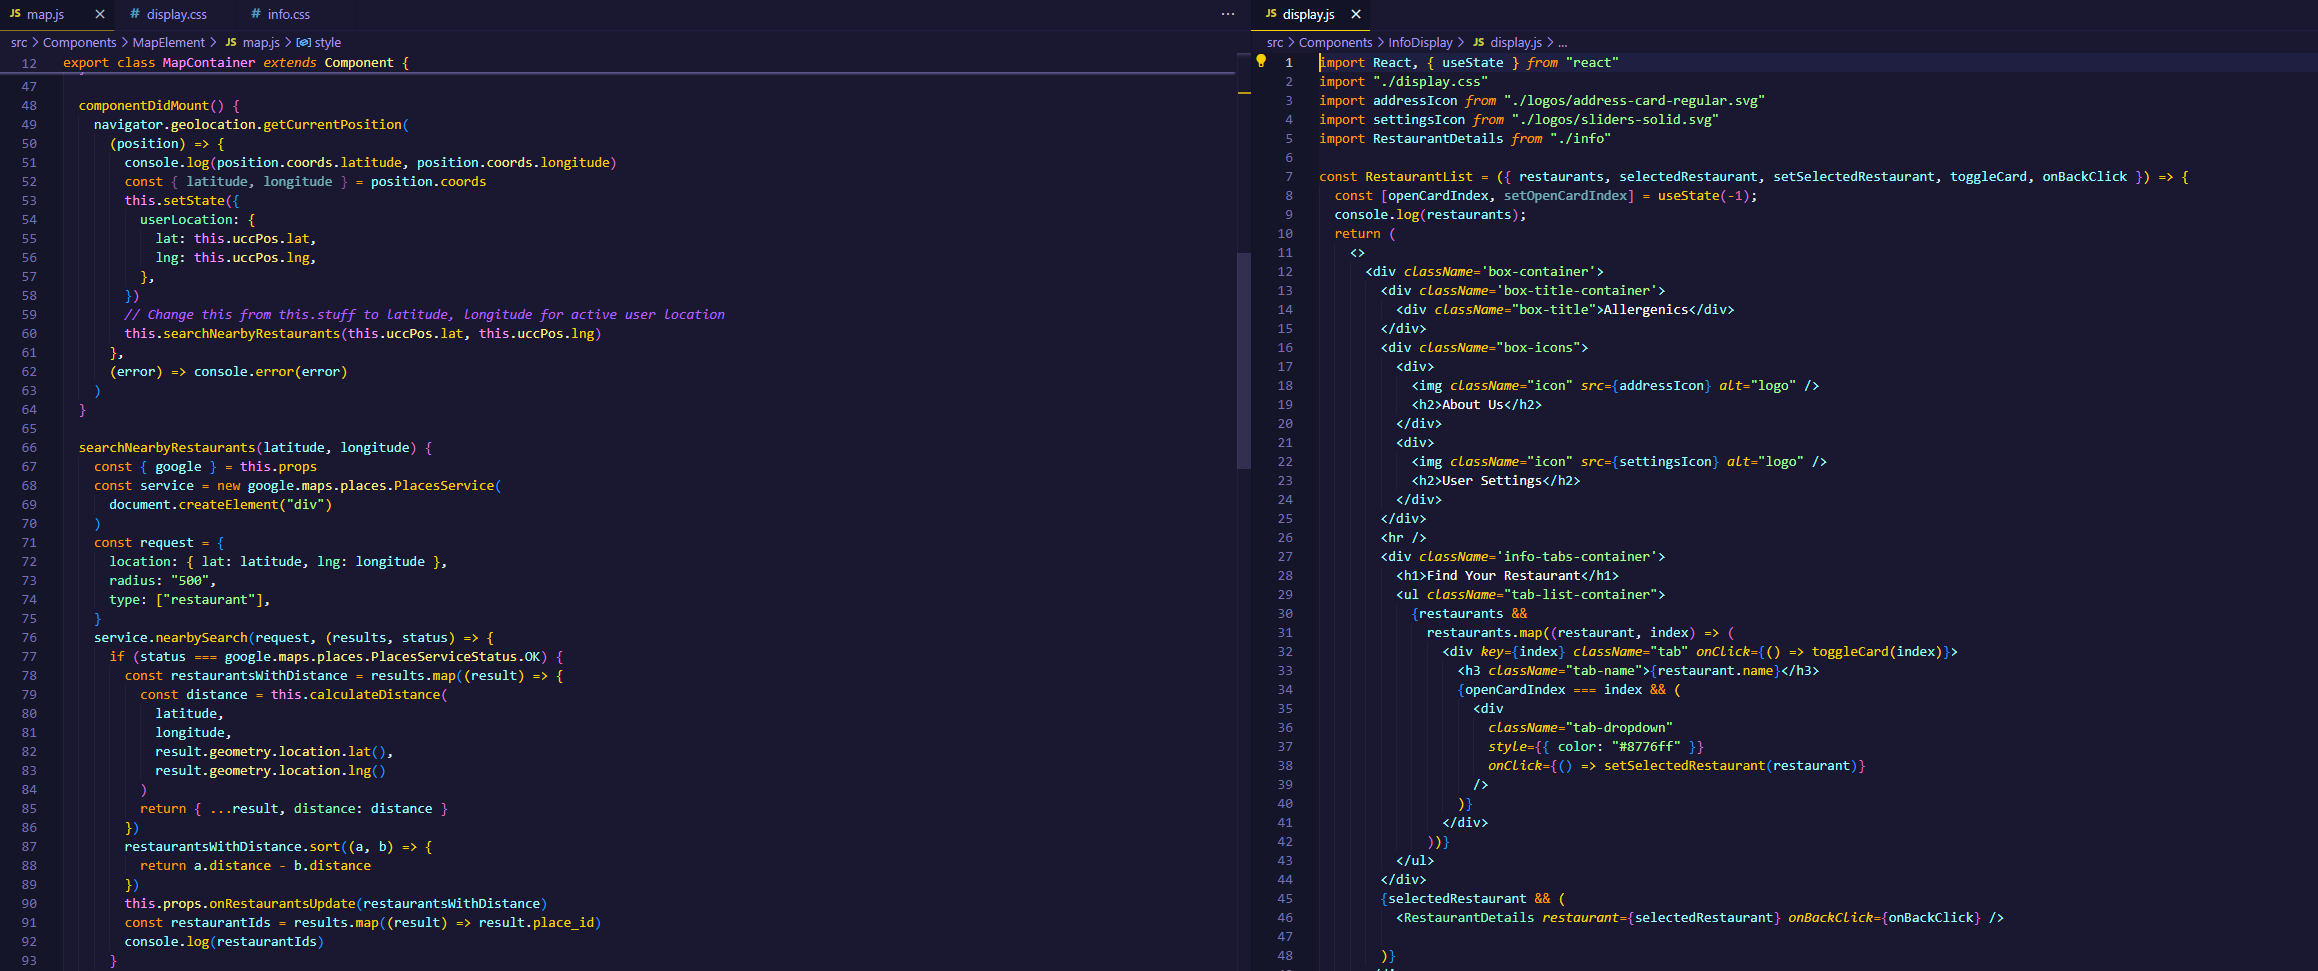 JS map.js × # display.css # info.css ...
src > Components > MapElement > JS map.js > style
12 export class MapContainer extends Component {
47
48 componentDidMount() {
49 navigator.geolocation.getCurrentPosition(
50 (position) => {
51 console.log(position.coords.latitude, position.coords.longitude)
52 const { latitude, longitude } = position.coords
53 this.setState({
54 userLocation: {
55 lat: this.uccPos.lat,
56 lng: this.uccPos.lng,
57 },
58 })
59 // Change this from this.stuff to latitude, longitude for active user location
60 this.searchNearbyRestaurants(this.uccPos.lat, this.uccPos.lng)
61 },
62 (error) => console.error(error)
63 )
64 }
65
66 searchNearbyRestaurants(latitude, longitude) {
67 const { google } = this.props
68 const service = new google.maps.places.PlacesService(
69 document.createElement("div")
70 )
71 const request = {
72 location: { lat: latitude, lng: longitude },
73 radius: "500",
74 type: ["restaurant"],
75 }
76 service.nearbySearch(request, (results, status) => {
77 if (status === google.maps.places.PlacesServiceStatus.OK) {
78 const restaurantsWithDistance = results.map((result) => {
79 const distance = this.calculateDistance(
80 latitude,
81 longitude,
82 result.geometry.location.lat(),
83 result.geometry.location.lng()
84 )
85 return { ...result, distance: distance }
86 })
87 restaurantsWithDistance.sort((a, b) => {
88 return a.distance - b.distance
89 })
90 this.props.onRestaurantsUpdate(restaurantsWithDistance)
91 const restaurantIds = results.map((result) => result.place_id)
92 console.log(restaurantIds)
93 }
JS display.js ×
src > Components > InfoDisplay > JS display.js > ...
1 import React, { useState } from "react"
2 import "./display.css"
3 import addressIcon from "./logos/address-card-regular.svg"
4 import settingsIcon from "./logos/sliders-solid.svg"
5 import RestaurantDetails from "./info"
6
7 const RestaurantList = ({ restaurants, selectedRestaurant, setSelectedRestaurant, toggleCard, onBackClick }) => {
8 const [openCardIndex, setOpenCardIndex] = useState(-1);
9 console.log(restaurants);
10 return (
11 <>
12 <div className='box-container'>
13 <div className='box-title-container'>
14 <div className="box-title">Allergenics</div>
15 </div>
16 <div className="box-icons">
17 <div>
18 <img className="icon" src={addressIcon} alt="logo" />
19 <h2>About Us</h2>
20 </div>
21 <div>
22 <img className="icon" src={settingsIcon} alt="logo" />
23 <h2>User Settings</h2>
24 </div>
25 </div>
26 <hr />
27 <div className='info-tabs-container'>
28 <h1>Find Your Restaurant</h1>
29 <ul className="tab-list-container">
30 {restaurants &&
31 restaurants.map((restaurant, index) => (
32 <div key={index} className="tab" onClick={() => toggleCard(index)}>
33 <h3 className="tab-name">{restaurant.name}</h3>
34 {openCardIndex === index && (
35 <div
36 className="tab-dropdown"
37 style={{ color: "#8776ff" }}
38 onClick={() => setSelectedRestaurant(restaurant)}
39 />
40 )}
41 </div>
42 ))}
43 </ul>
44 </div>
45 {selectedRestaurant && (
46 <RestaurantDetails restaurant={selectedRestaurant} onBackClick={onBackClick} />
47
48 )}